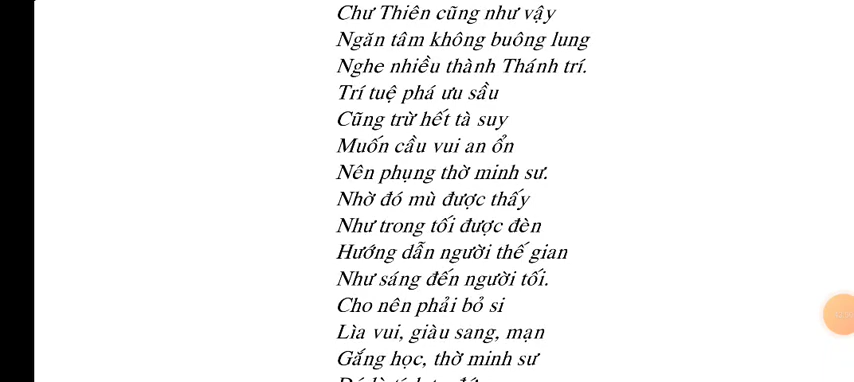 Chư Thiên cũng như vậy
Ngăn tâm không buông lung
Nghe nhiều thành Thánh trí.
Trí tuệ phá ưu sầu
Cũng trừ hết tà suy
Muốn cầu vui an ổn
Nên phụng thờ minh sư.
Nhờ đó mù được thấy
Như trong tối được đèn
Hướng dẫn người thế gian
Như sáng đến người tối.
Cho nên phải bỏ si
Lìa vui, giàu sang, mạn
Gắng học, thờ minh sư